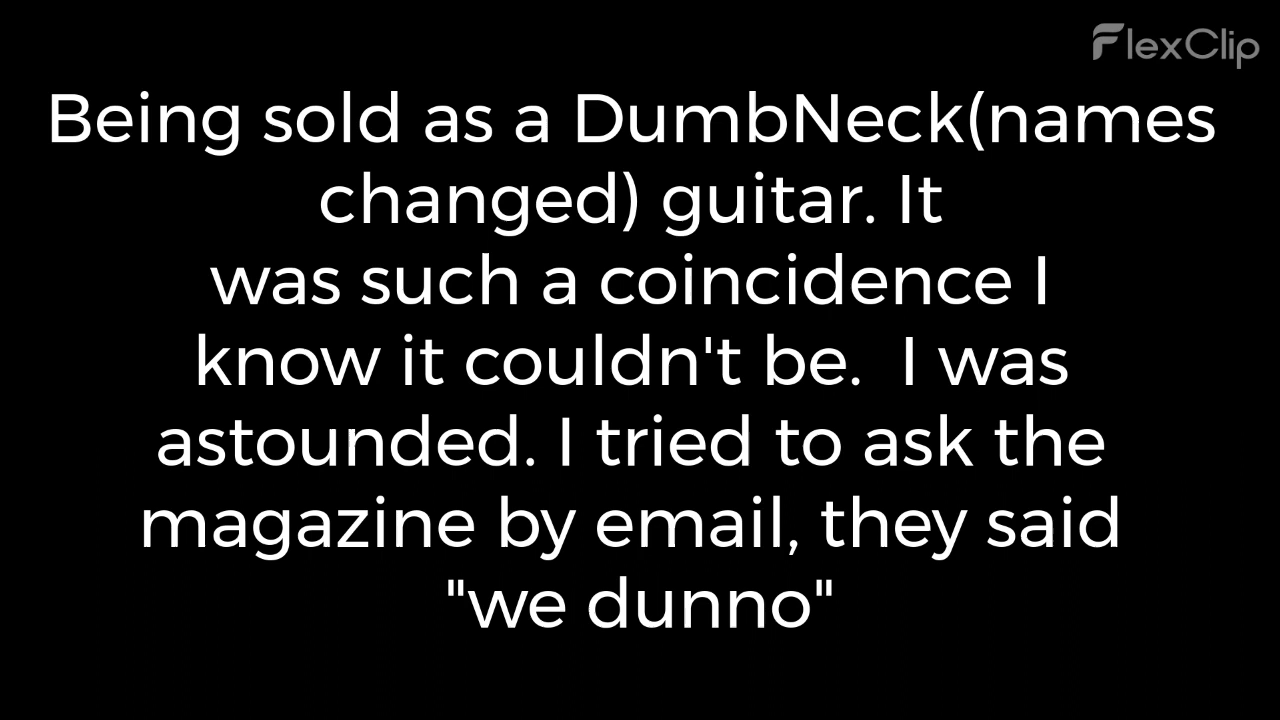 FlexClip
Being sold as a DumbNeck(names
changed) guitar. It
was such a coincidence I
know it couldn't be.  I was
astounded. I tried to ask the
magazine by email, they said
"we dunno"